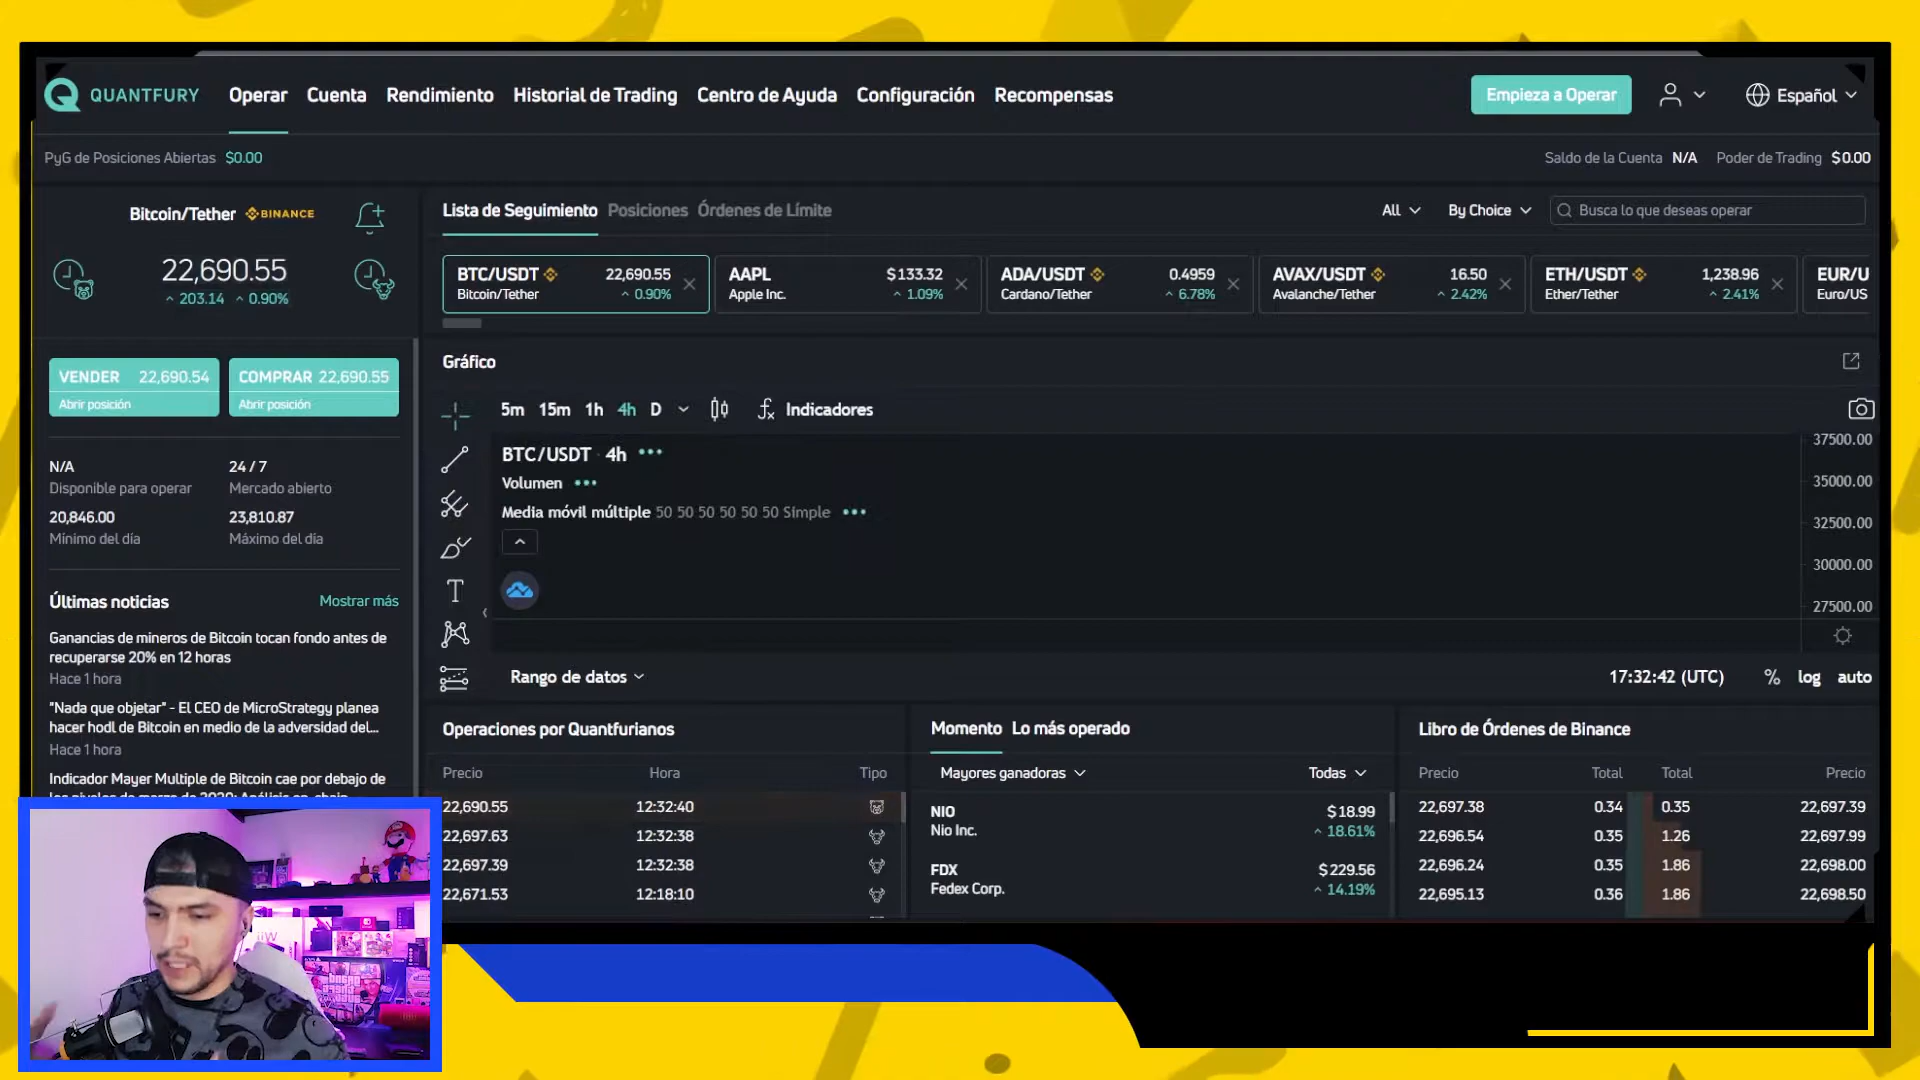 QUANTFURY
Operar
Cuenta
Rendimiento
Historial de Trading
Centro de Ayuda
Configuración
Recompensas
Empieza a Operar
Español
PyG de Posiciones Abiertas $0.00
Saldo de la Cuenta N/A
Poder de Trading $0.00
Bitcoin/Tether BINANCE
22,690.55
203.14 0.90%
VENDER 22,690.54
Abrir posición
COMPRAR 22,690.55
Abrir posición
N/A
Disponible para operar
24 / 7
Mercado abierto
20,846.00
Mínimo del día
23,810.87
Máximo del día
Últimas noticias
Mostrar más
Ganancias de mineros de Bitcoin tocan fondo antes de
recuperarse 20% en 12 horas
Hace 1 hora
"Nada que objetar" - El CEO de MicroStrategy planea
hacer hodl de Bitcoin en medio de la adversidad del...
Hace 1 hora
Indicador Mayer Multiple de Bitcoin cae por debajo de
Lista de Seguimiento
Posiciones
Órdenes de Límite
All
By Choice
Busca lo que deseas operar
BTC/USDT 22,690.55
Bitcoin/Tether 0.90%
AAPL $133.32
Apple Inc. 1.09%
ADA/USDT 0.4959
Cardano/Tether 6.78%
AVAX/USDT 16.50
Avalanche/Tether 2.42%
ETH/USDT 1,238.96
Ether/Tether 2.41%
EUR/U
Euro/US
Gráfico
5m 15m 1h 4h D
Indicadores
BTC/USDT · 4h
Volumen
Media móvil múltiple 50 50 50 50 50 50 Simple
37500.00
35000.00
32500.00
30000.00
27500.00
Rango de datos
17:32:42 (UTC)
% log auto
Operaciones por Quantfurianos
Precio Hora Tipo
22,690.55 12:32:40
22,697.63 12:32:38
22,697.39 12:32:38
22,671.53 12:18:10
Momento
Lo más operado
Mayores ganadoras
Todas
NIO $18.99
Nio Inc. 18.61%
FDX $229.56
Fedex Corp. 14.19%
Libro de Órdenes de Binance
Precio Total Total Precio
22,697.38 0.34 0.35 22,697.39
22,696.54 0.35 1.26 22,697.99
22,696.24 0.35 1.86 22,698.00
22,695.13 0.36 1.86 22,698.50